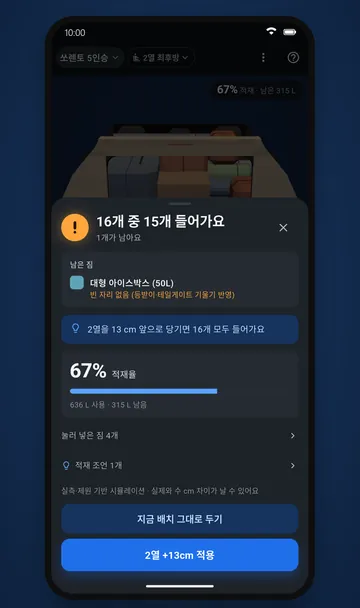 10:00
쏘렌토 5인승
2열 최후방
67% 적재 · 남은 315 L
16개 중 15개 들어가요
1개가 남아요
남은 짐
대형 아이스박스 (50L)
빈 자리 없음 (등받이·테일게이트 기울기 반영)
2열을 13 cm 앞으로 당기면 16개 모두 들어가요
67% 적재율
636 L 사용 · 315 L 남음
눌러 넣은 짐 4개
적재 조언 1개
실측·제원 기반 시뮬레이션 · 실제와 수 cm 차이가 날 수 있어요
지금 배치 그대로 두기
2열 +13cm 적용